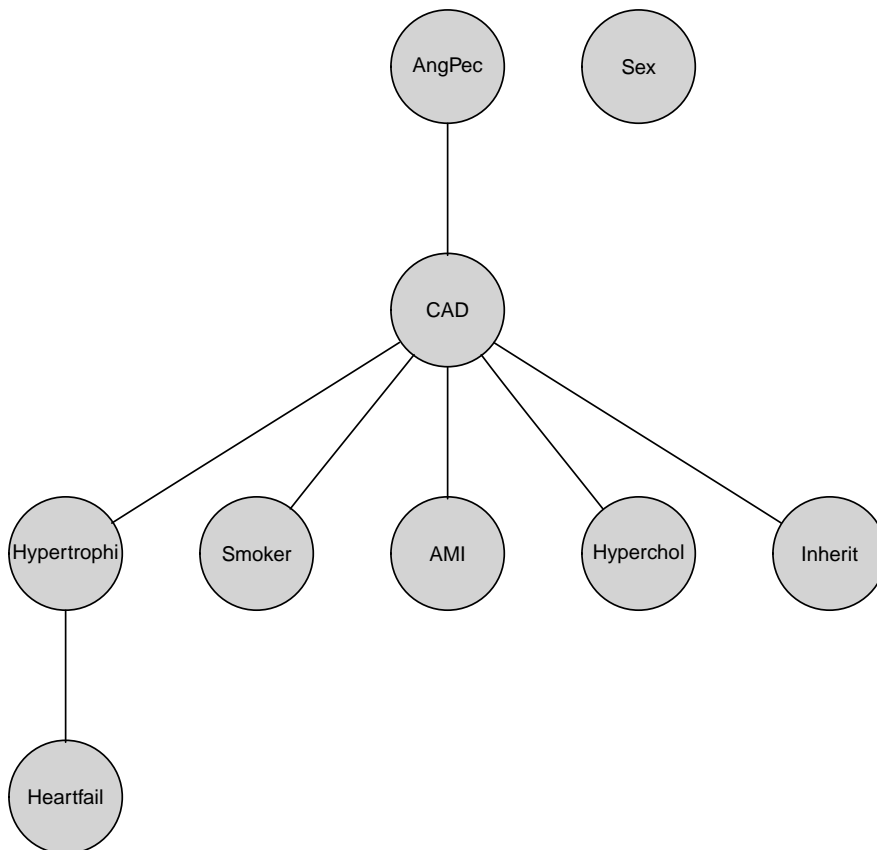 AngPec
Sex
CAD
Hypertrophi
Smoker
AMI
Hyperchol
Inherit
Heartfail